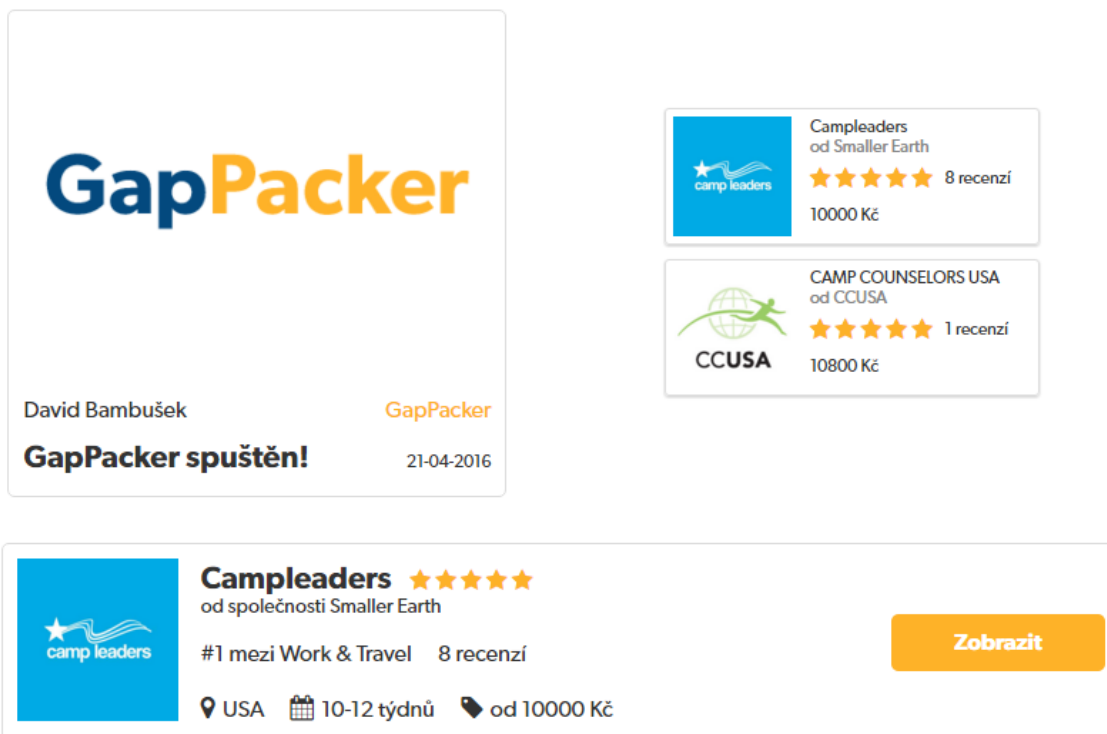 GapPacker
David Bambušek
GapPacker
GapPacker spuštěn!
21-04-2016
camp leaders
Campleaders
od Smaller Earth
8 recenzí
10000 Kč
CCUSA
CAMP COUNSELORS USA
od CCUSA
1 recenzí
10800 Kč
camp leaders
Campleaders
od společnosti Smaller Earth
#1 mezi Work & Travel 8 recenzí
USA 10-12 týdnů od 10000 Kč
Zobrazit